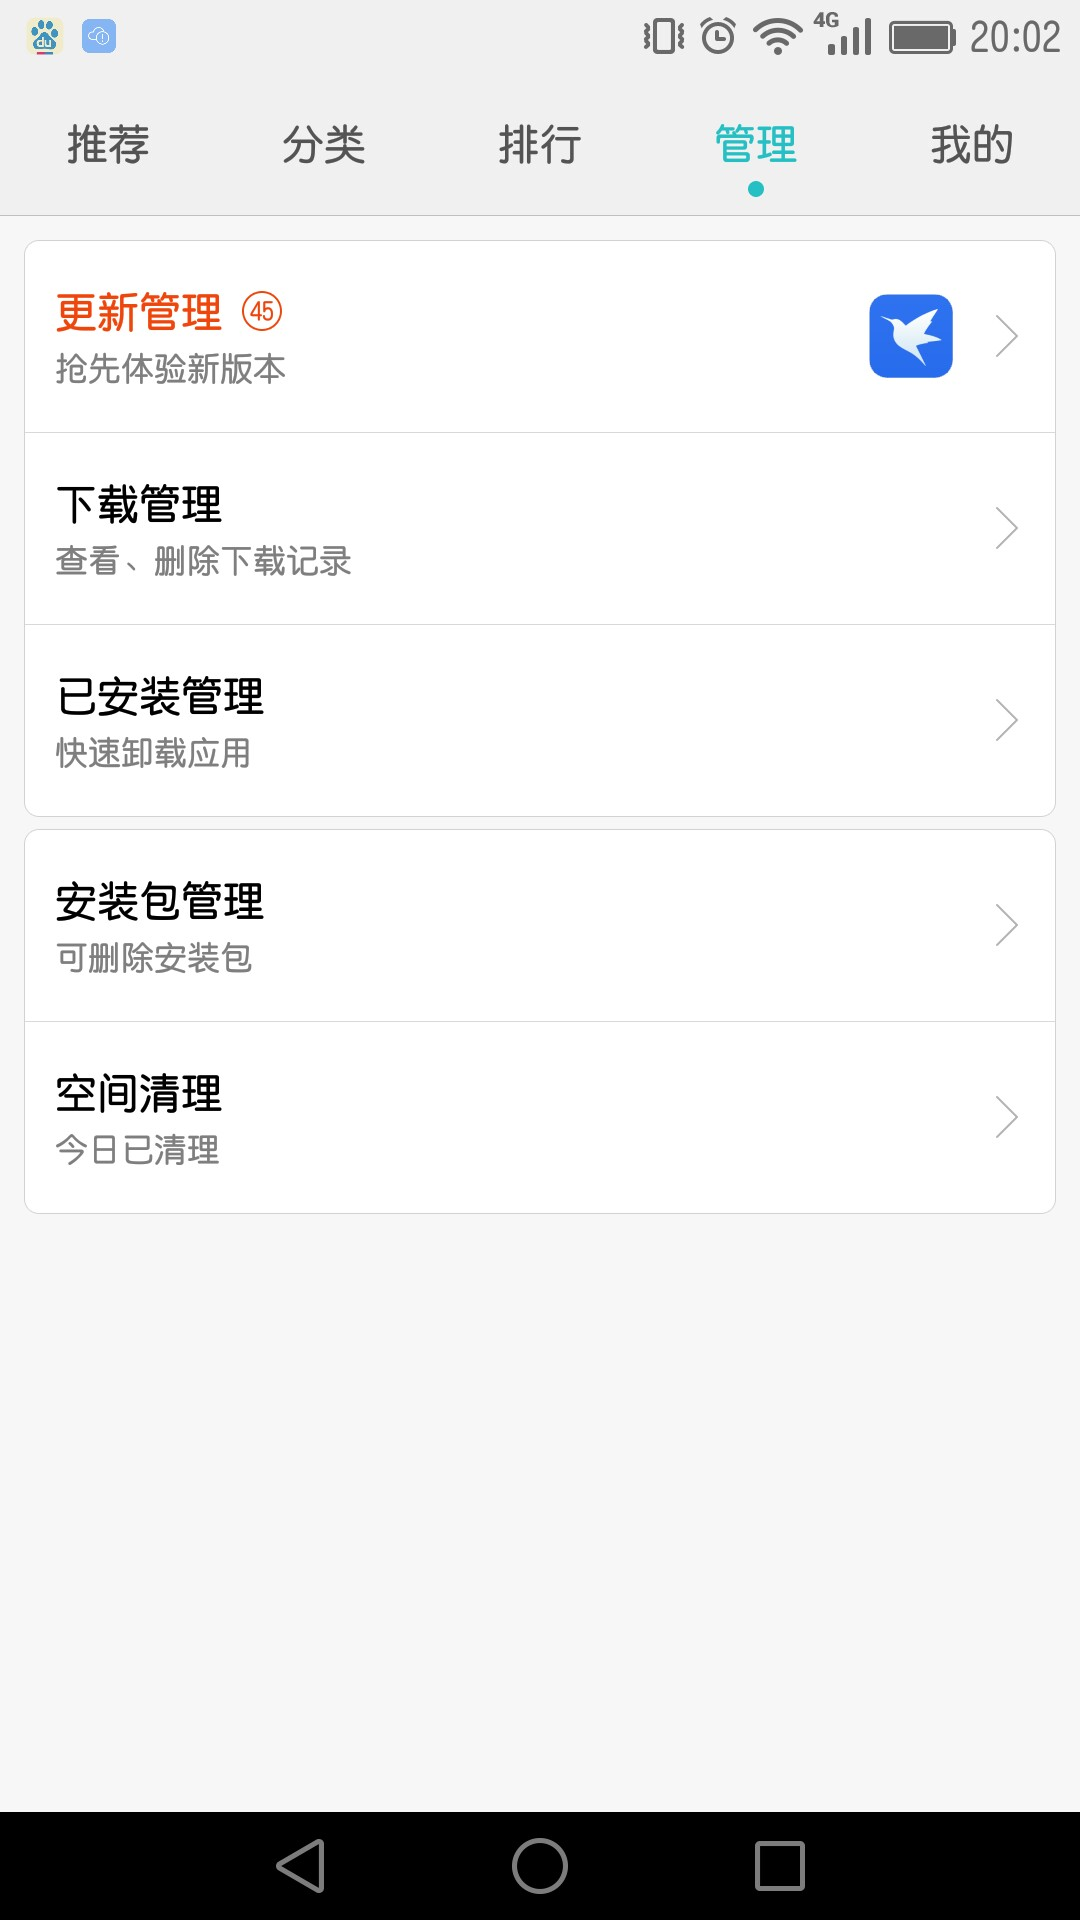 du 4G 20:02
推荐 分类 排行 管理 我的
更新管理 45
抢先体验新版本
下载管理
查看、删除下载记录
已安装管理
快速卸载应用
安装包管理
可删除安装包
空间清理
今日已清理